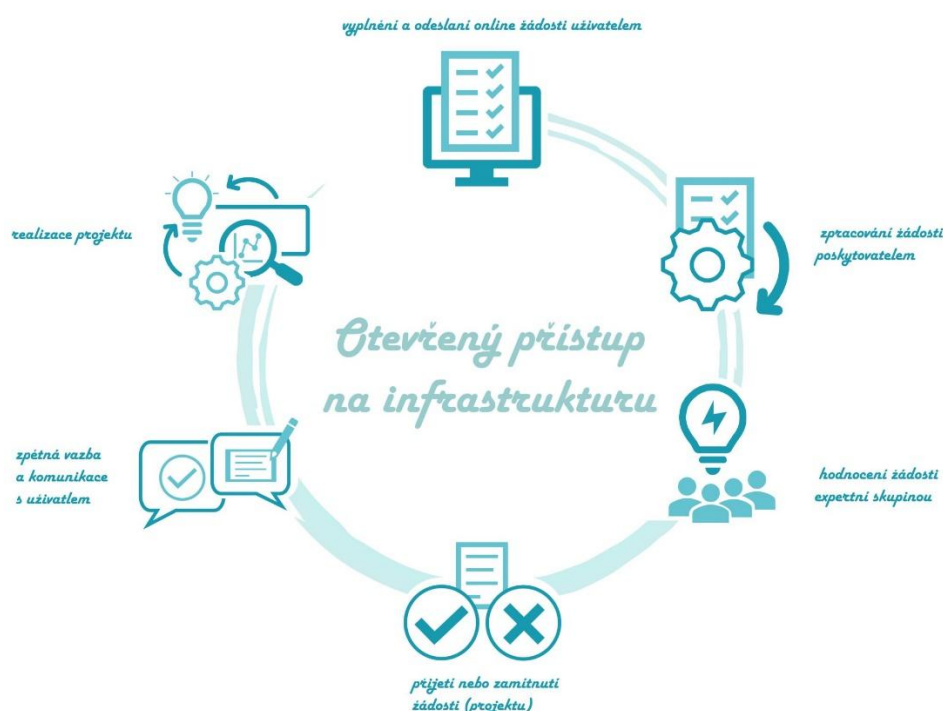 vyplnění a odeslaní online žádosti uživatelem
zpracování žádosti
poskytovatelem
hodnocení žádosti
expertní skupinou
přijetí nebo zamítnutí
žádosti (projektu)
zpětná vazba
a komunikace
s uživatlem
realizace projektu
Otevřený přístup
na infrastrukturu